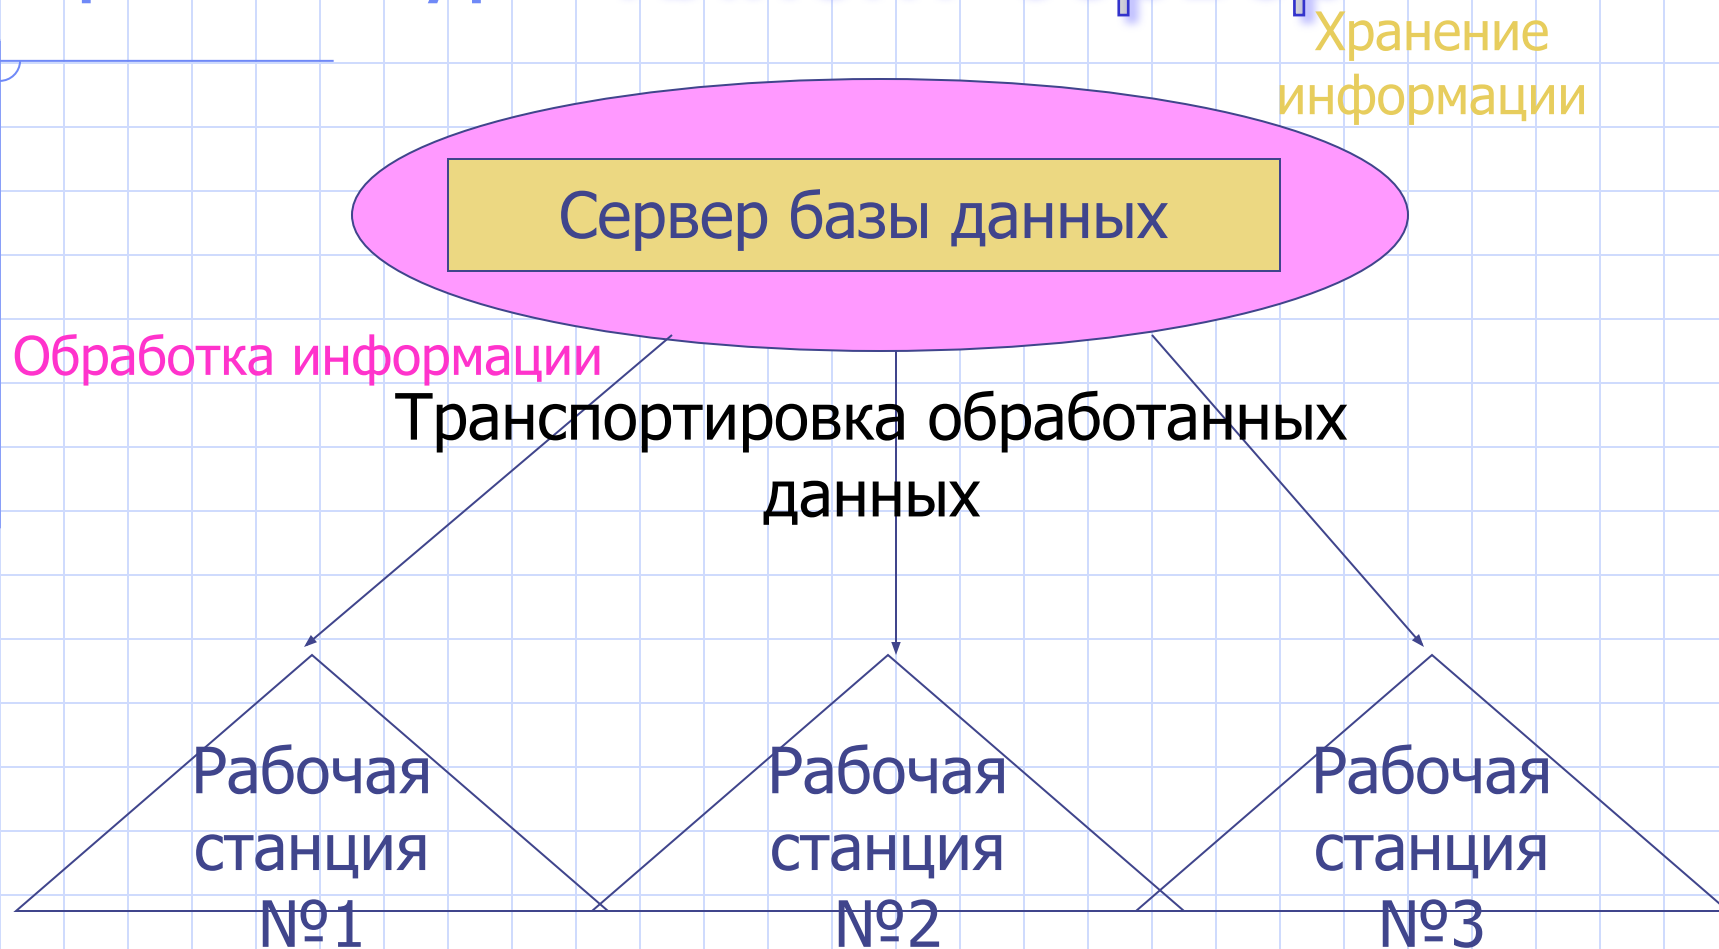 Хранение
информации
Сервер базы данных
Обработка информации
Транспортировка обработанных
данных
Рабочая
станция
№1
Рабочая
станция
№2
Рабочая
станция
№3